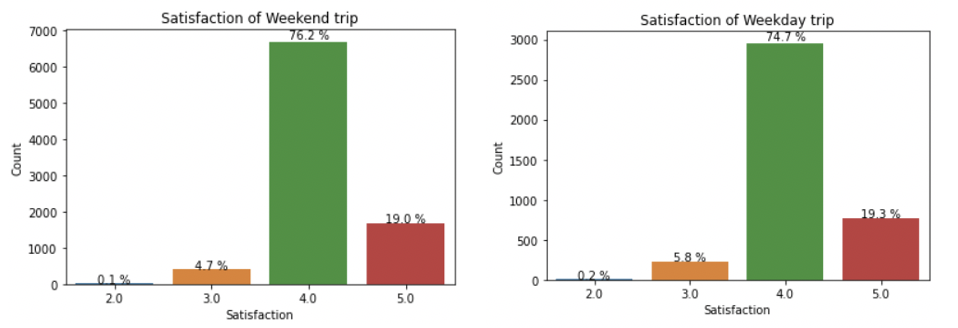 Satisfaction of Weekend trip
7000
6000
5000
4000
3000
2000
1000
0
Count
76.2 %
19.0 %
4.7 %
0.1 %
2.0 3.0 4.0 5.0
Satisfaction
Satisfaction of Weekday trip
3000
2500
2000
1500
1000
500
0
Count
74.7 %
19.3 %
5.8 %
0.2 %
2.0 3.0 4.0 5.0
Satisfaction